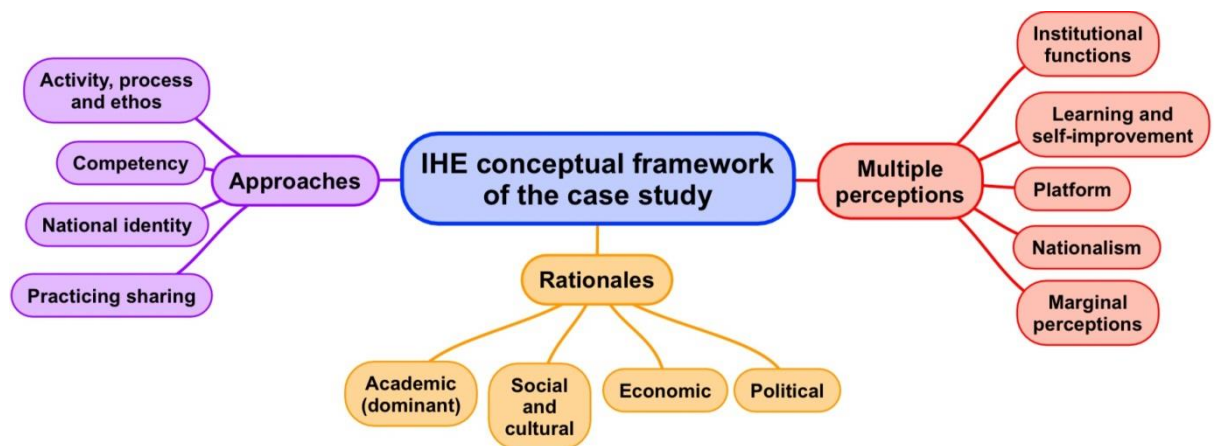 IHE conceptual framework
of the case study
Approaches
Activity, process
and ethos
Competency
National identity
Practicing sharing
Rationales
Academic
(dominant)
Social
and
cultural
Economic
Political
Multiple
perceptions
Institutional
functions
Learning and
self-improvement
Platform
Nationalism
Marginal
perceptions